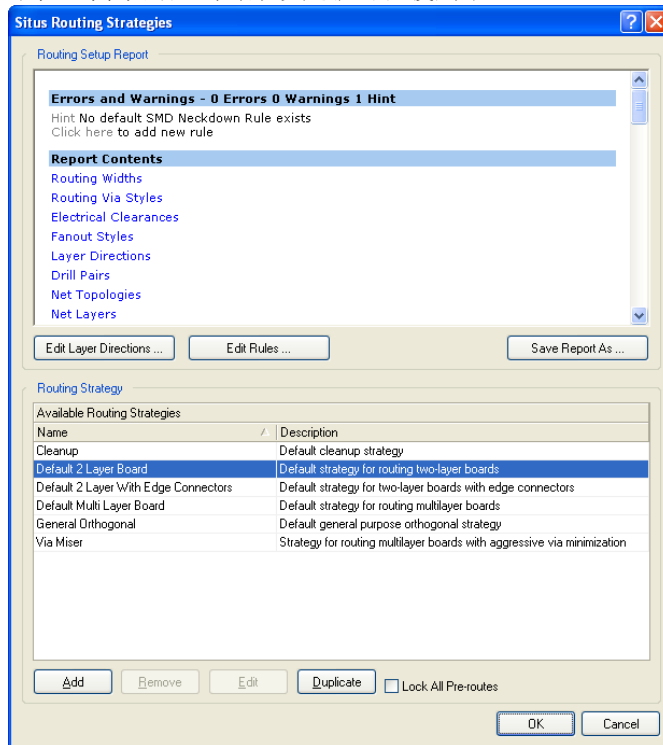 Situs Routing Strategies
Routing Setup Report
Errors and Warnings - 0 Errors 0 Warnings 1 Hint
Hint No default SMD Neckdown Rule exists
Click here to add new rule
Report Contents
Routing Widths
Routing Via Styles
Electrical Clearances
Fanout Styles
Layer Directions
Drill Pairs
Net Topologies
Net Layers
Edit Layer Directions ... Edit Rules ... Save Report As ...
Routing Strategy
Available Routing Strategies
Name Description
Cleanup Default cleanup strategy
Default 2 Layer Board Default strategy for routing two-layer boards
Default 2 Layer With Edge Connectors Default strategy for two-layer boards with edge connectors
Default Multi Layer Board Default strategy for routing multilayer boards
General Orthogonal Default general purpose orthogonal strategy
Via Miser Strategy for routing multilayer boards with aggressive via minimization
Add Remove Edit Duplicate Lock All Pre-routes
OK Cancel